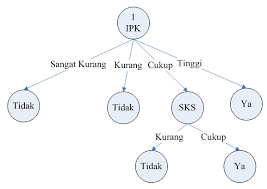 1
IPK
Sangat Kurang Kurang Cukup Tinggi
Tidak Tidak SKS Ya
Kurang Cukup
Tidak Ya